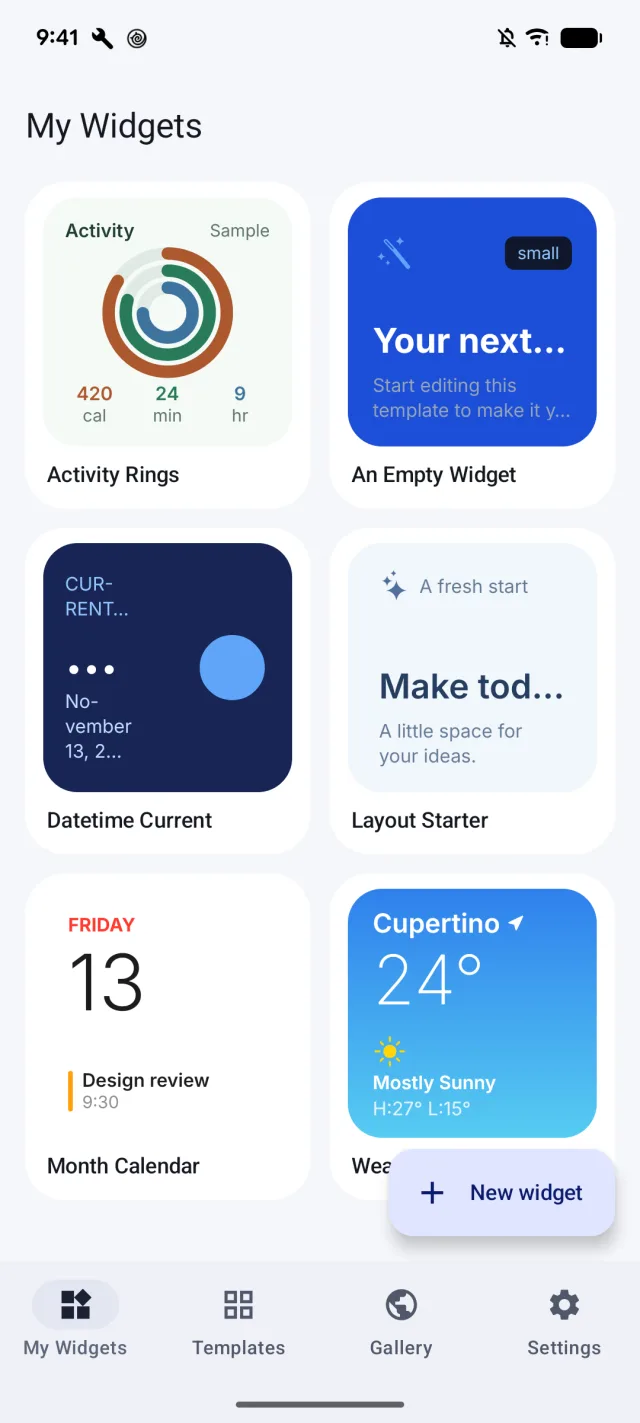 9:41
My Widgets
Activity
Sample
420
24
9
cal
min
hr
Activity Rings
small
Your next...
Start editing this
template to make it y...
An Empty Widget
CUR-
RENT...
No-
vember
13, 2...
Datetime Current
A fresh start
Make tod...
A little space for
your ideas.
Layout Starter
FRIDAY
13
Design review
9:30
Month Calendar
Cupertino
24°
Mostly Sunny
H:27° L:15°
Wea
New widget
My Widgets
Templates
Gallery
Settings